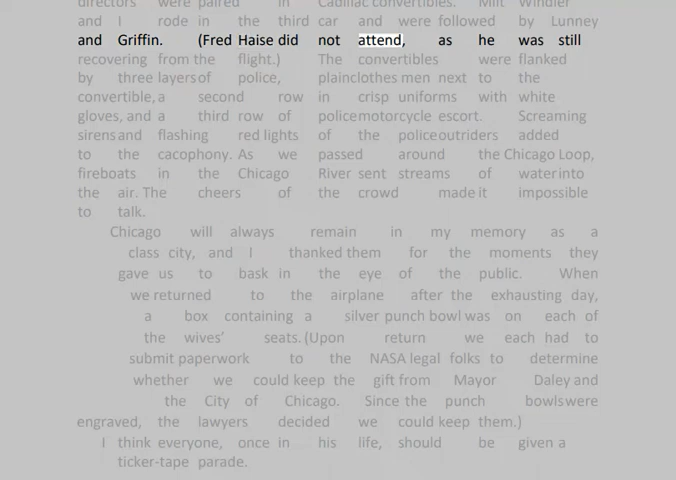 directors were paired in Cadillac convertibles. Milt Windler
and I rode in the third car and were followed by Lunney
and Griffin. (Fred Haise did not attend, as he was still
recovering from the flight.) The convertibles were flanked
by three layers of police, plainclothes men next to the
convertible, a second row in crisp uniforms with white
gloves, and a third row of police motorcycle escort. Screaming
sirens and flashing red lights of the police outriders added
to the cacophony. As we passed around the Chicago Loop,
fireboats in the Chicago River sent streams of water into
the air. The cheers of the crowd made it impossible
to talk.
Chicago will always remain in my memory as a
class city, and I thanked them for the moments they
gave us to bask in the eye of the public. When
we returned to the airplane after the exhausting day,
a box containing a silver punch bowl was on each of
the wives' seats. (Upon return we each had to
submit paperwork to the NASA legal folks to determine
whether we could keep the gift from Mayor Daley and
the City of Chicago. Since the punch bowls were
engraved, the lawyers decided we could keep them.)
I think everyone, once in his life, should be given a
ticker-tape parade.